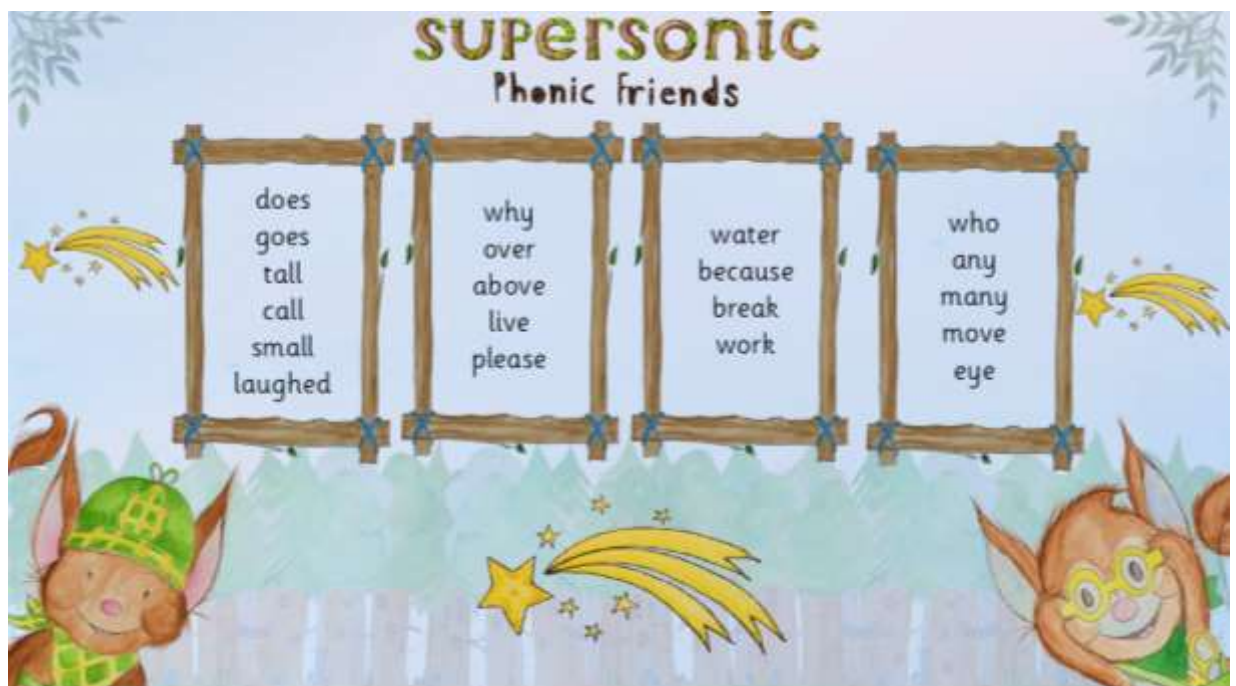 supersonic
Phonic Friends
does
goes
tall
call
small
laughed
why
over
above
live
please
water
because
break
work
who
any
many
move
eye